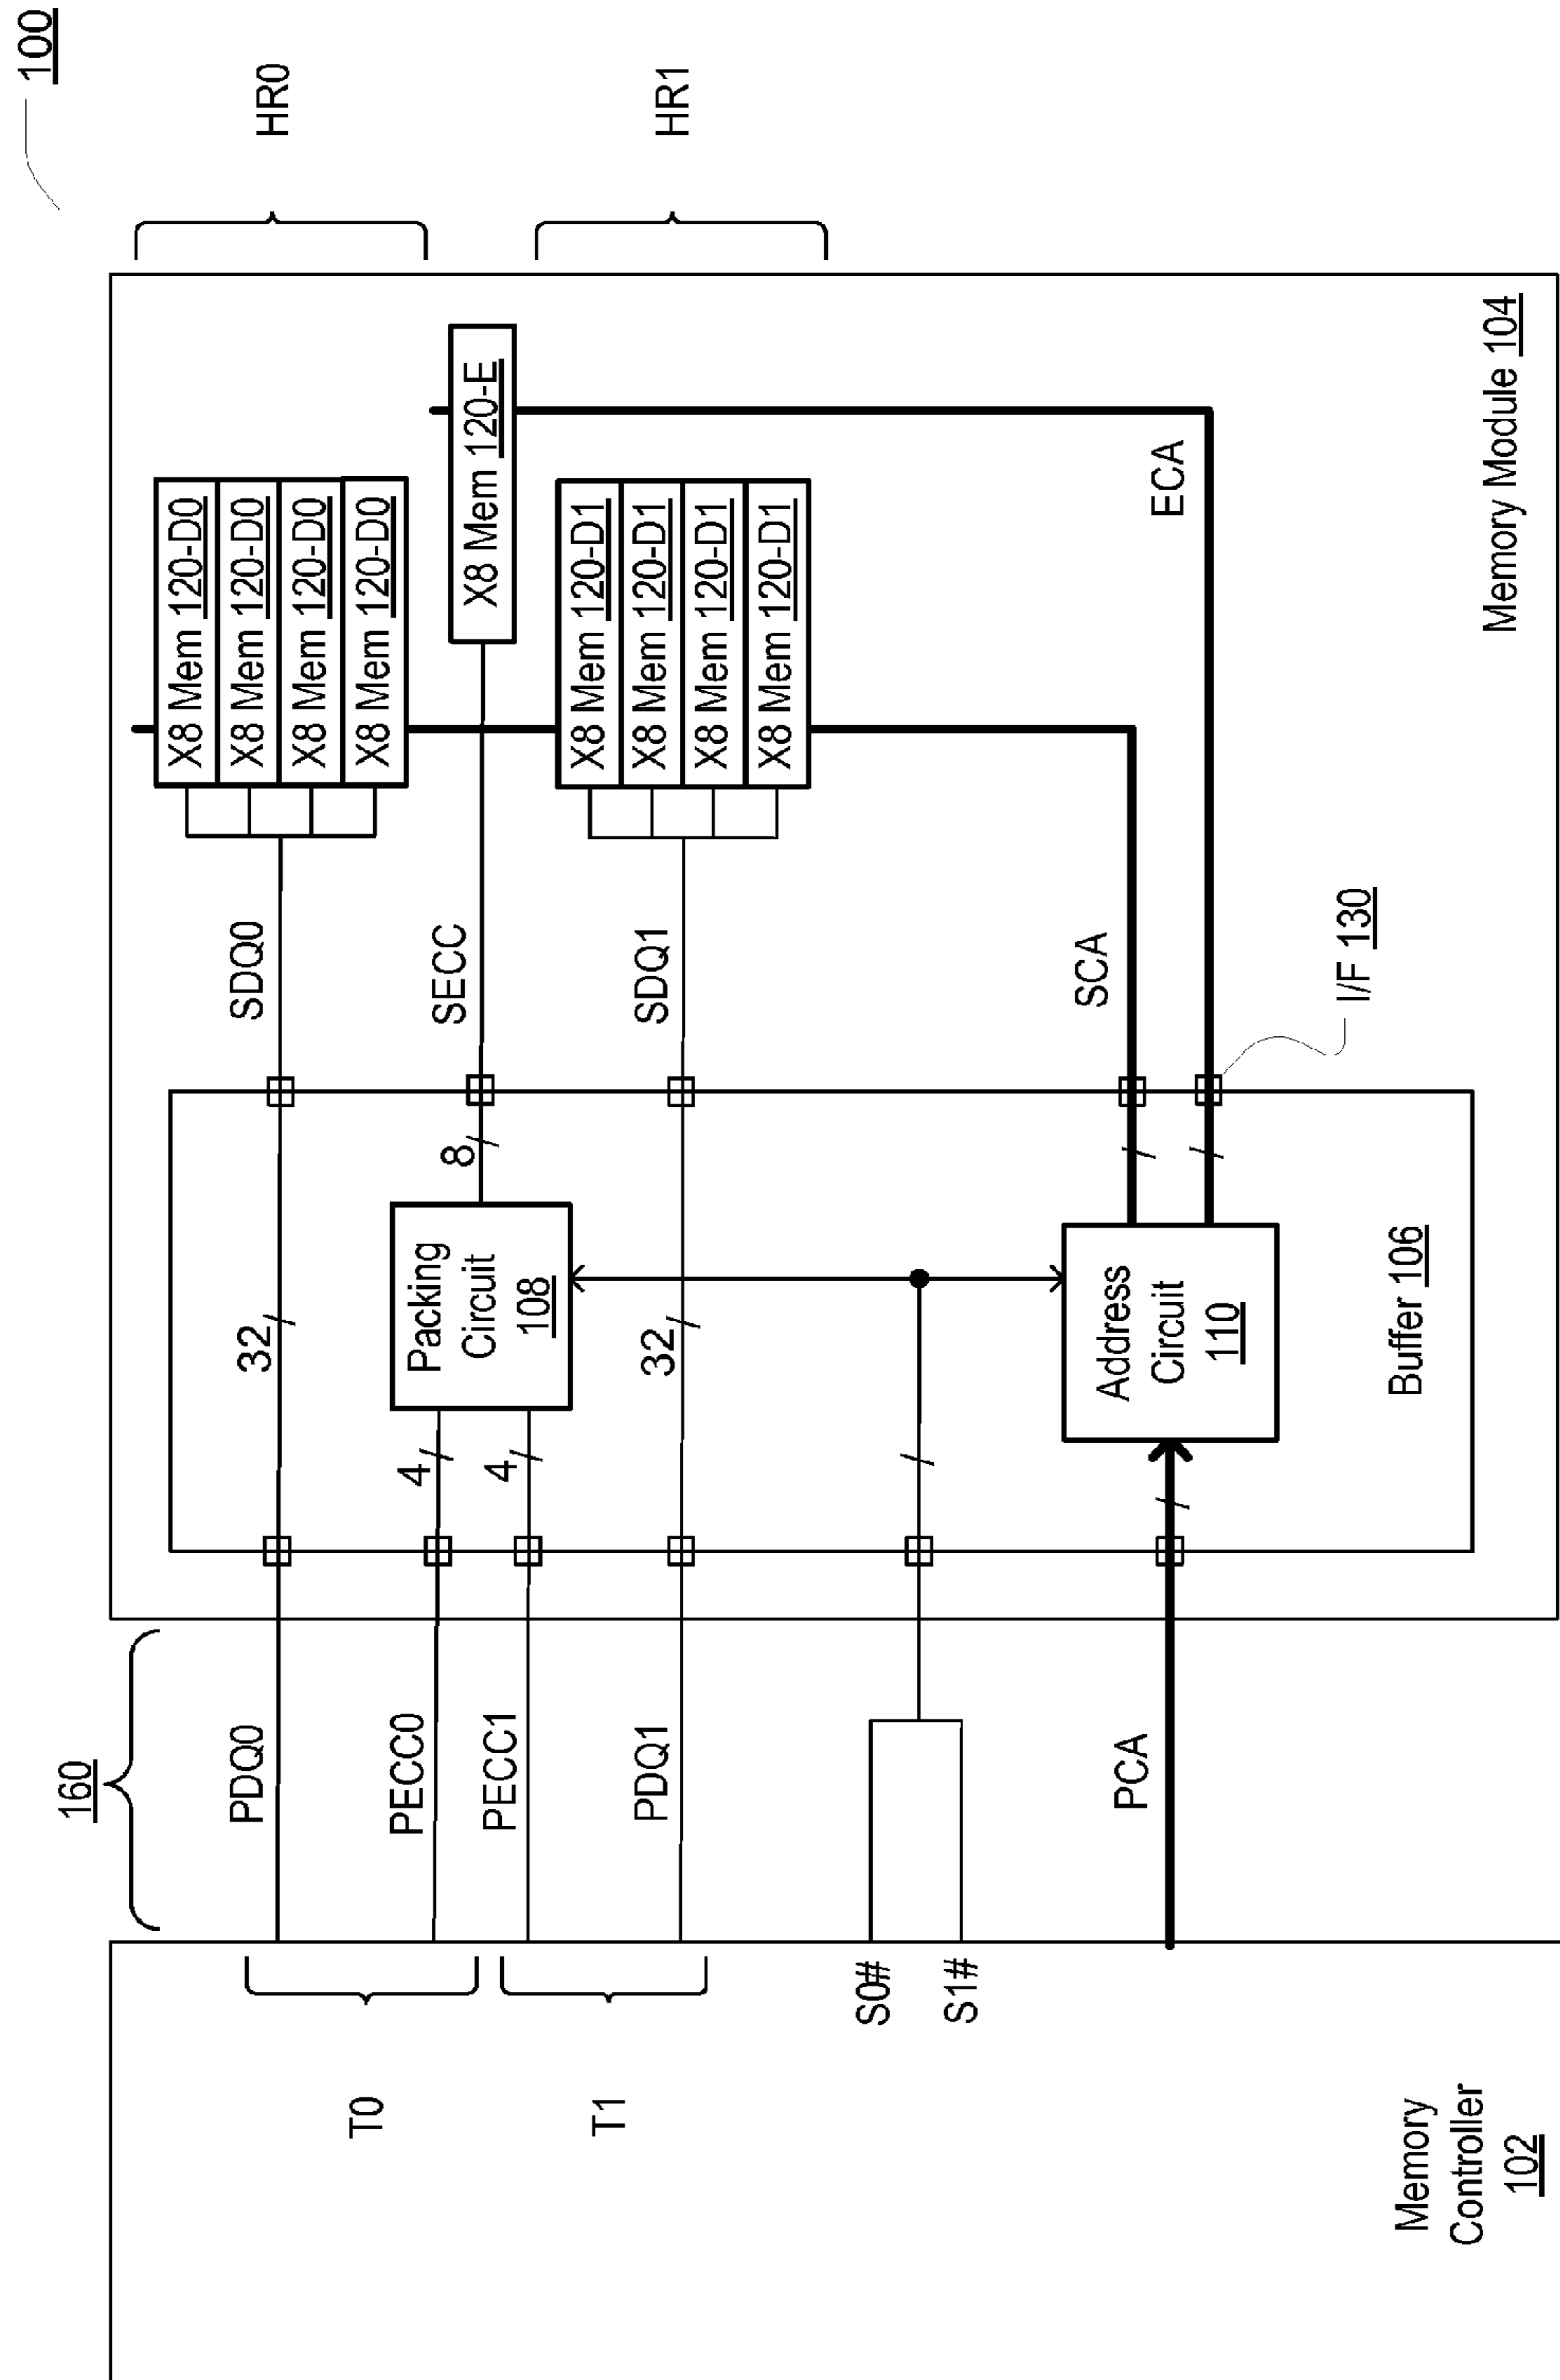 100
160
HR0
HR1
T0
T1
PDQ0
PECC0
PECC1
PDQ1
S0#
S1#
PCA
Memory
Controller
102
32
4
4
8
32
Packing
Circuit
108
Address
Circuit
110
Buffer 106
SDQ0
SECC
SDQ1
SCA
ECA
I/F 130
X8 Mem 120-D0
X8 Mem 120-D0
X8 Mem 120-D0
X8 Mem 120-D0
X8 Mem 120-E
X8 Mem 120-D1
X8 Mem 120-D1
X8 Mem 120-D1
X8 Mem 120-D1
Memory Module 104